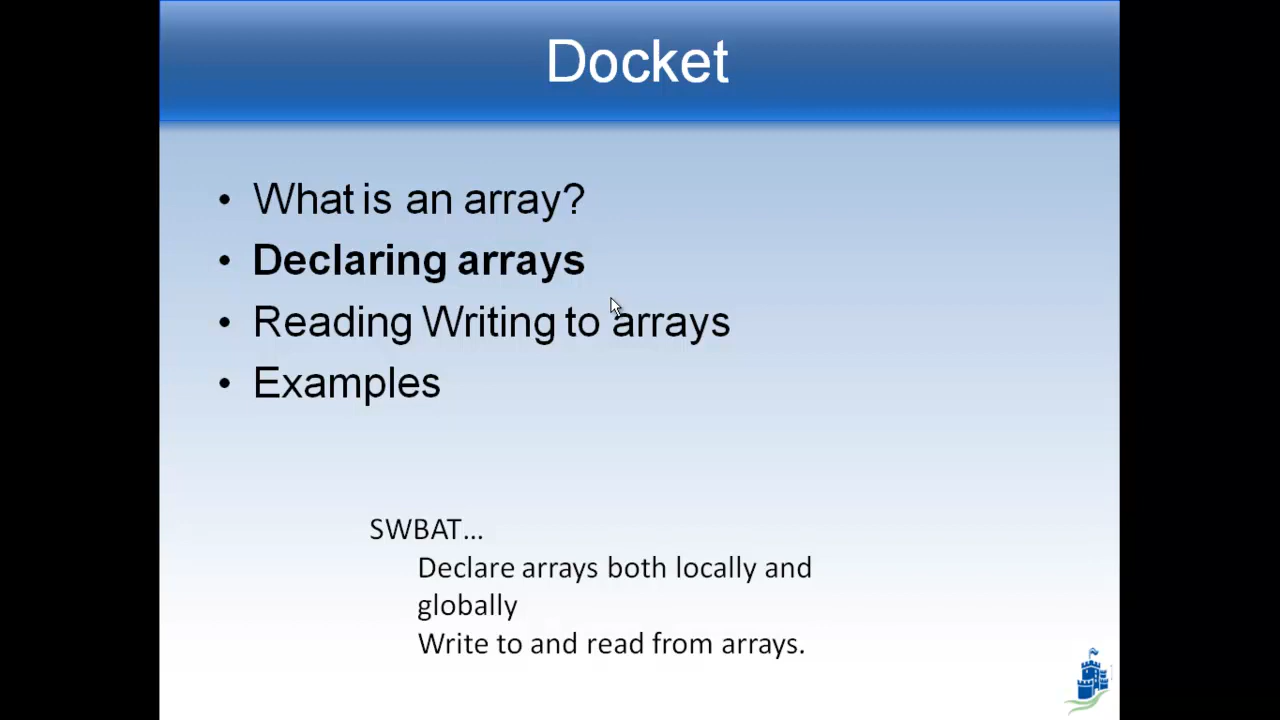 Docket
• What is an array?
• Declaring arrays
• Reading Writing to arrays
• Examples
SWBAT…
Declare arrays both locally and
globally
Write to and read from arrays.